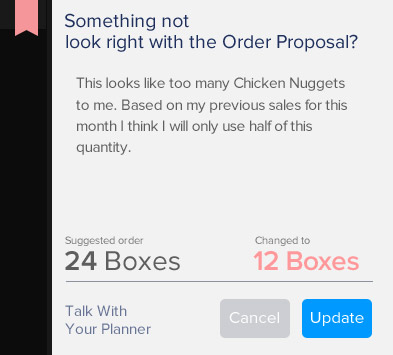 Something not
look right with the Order Proposal?
This looks like too many Chicken Nuggets
to me. Based on my previous sales for this
month I think I will only use half of this
quantity.
Suggested order
Changed to
24 Boxes
12 Boxes
Talk With
Your Planner
Cancel
Update